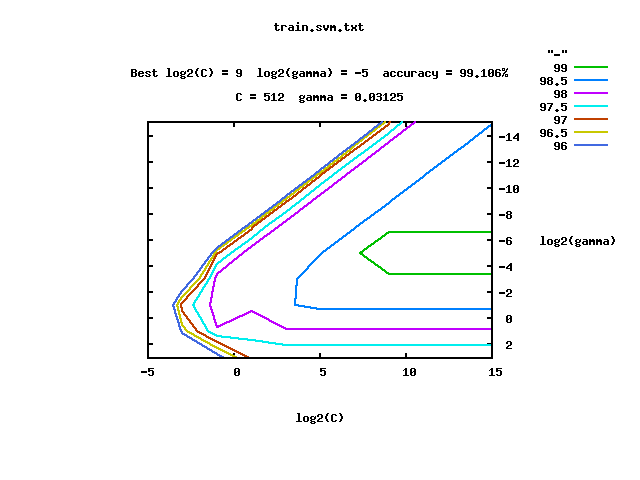 train.svm.txt
"-"
Best log2(C) = 9  log2(gamma) = -5  accuracy = 99.106%
C = 512  gamma = 0.03125
99
98.5
98
97.5
97
96.5
96
-14
-12
-10
-8
-6
-4
-2
0
2
log2(gamma)
-5 0 5 10 15
log2(C)